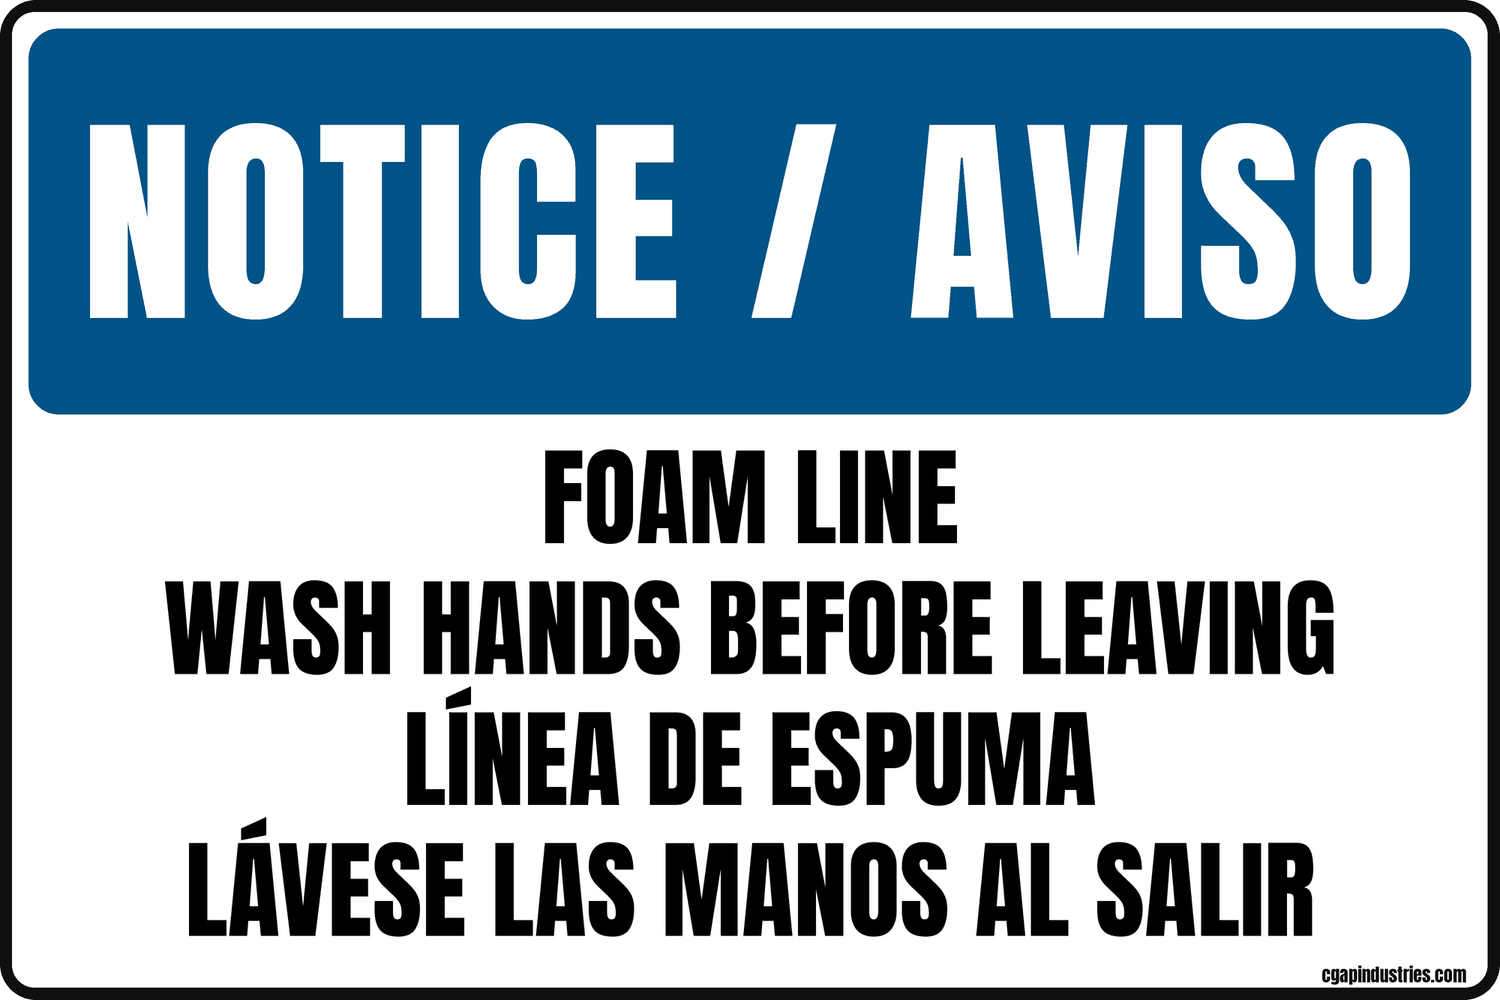 NOTICE / AVISO
FOAM LINE
WASH HANDS BEFORE LEAVING
LÍNEA DE ESPUMA
LÁVESE LAS MANOS AL SALIR
cgapindustries.com